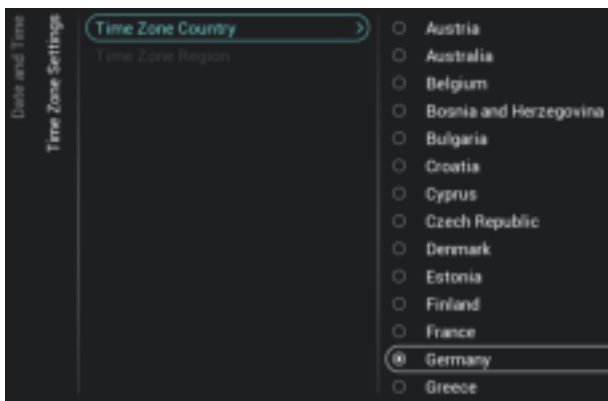 Date and Time
Time Zone Settings
Time Zone Country
Time Zone Region
Austria
Australia
Belgium
Bosnia and Herzegovina
Bulgaria
Croatia
Cyprus
Czech Republic
Denmark
Estonia
Finland
France
Germany
Greece